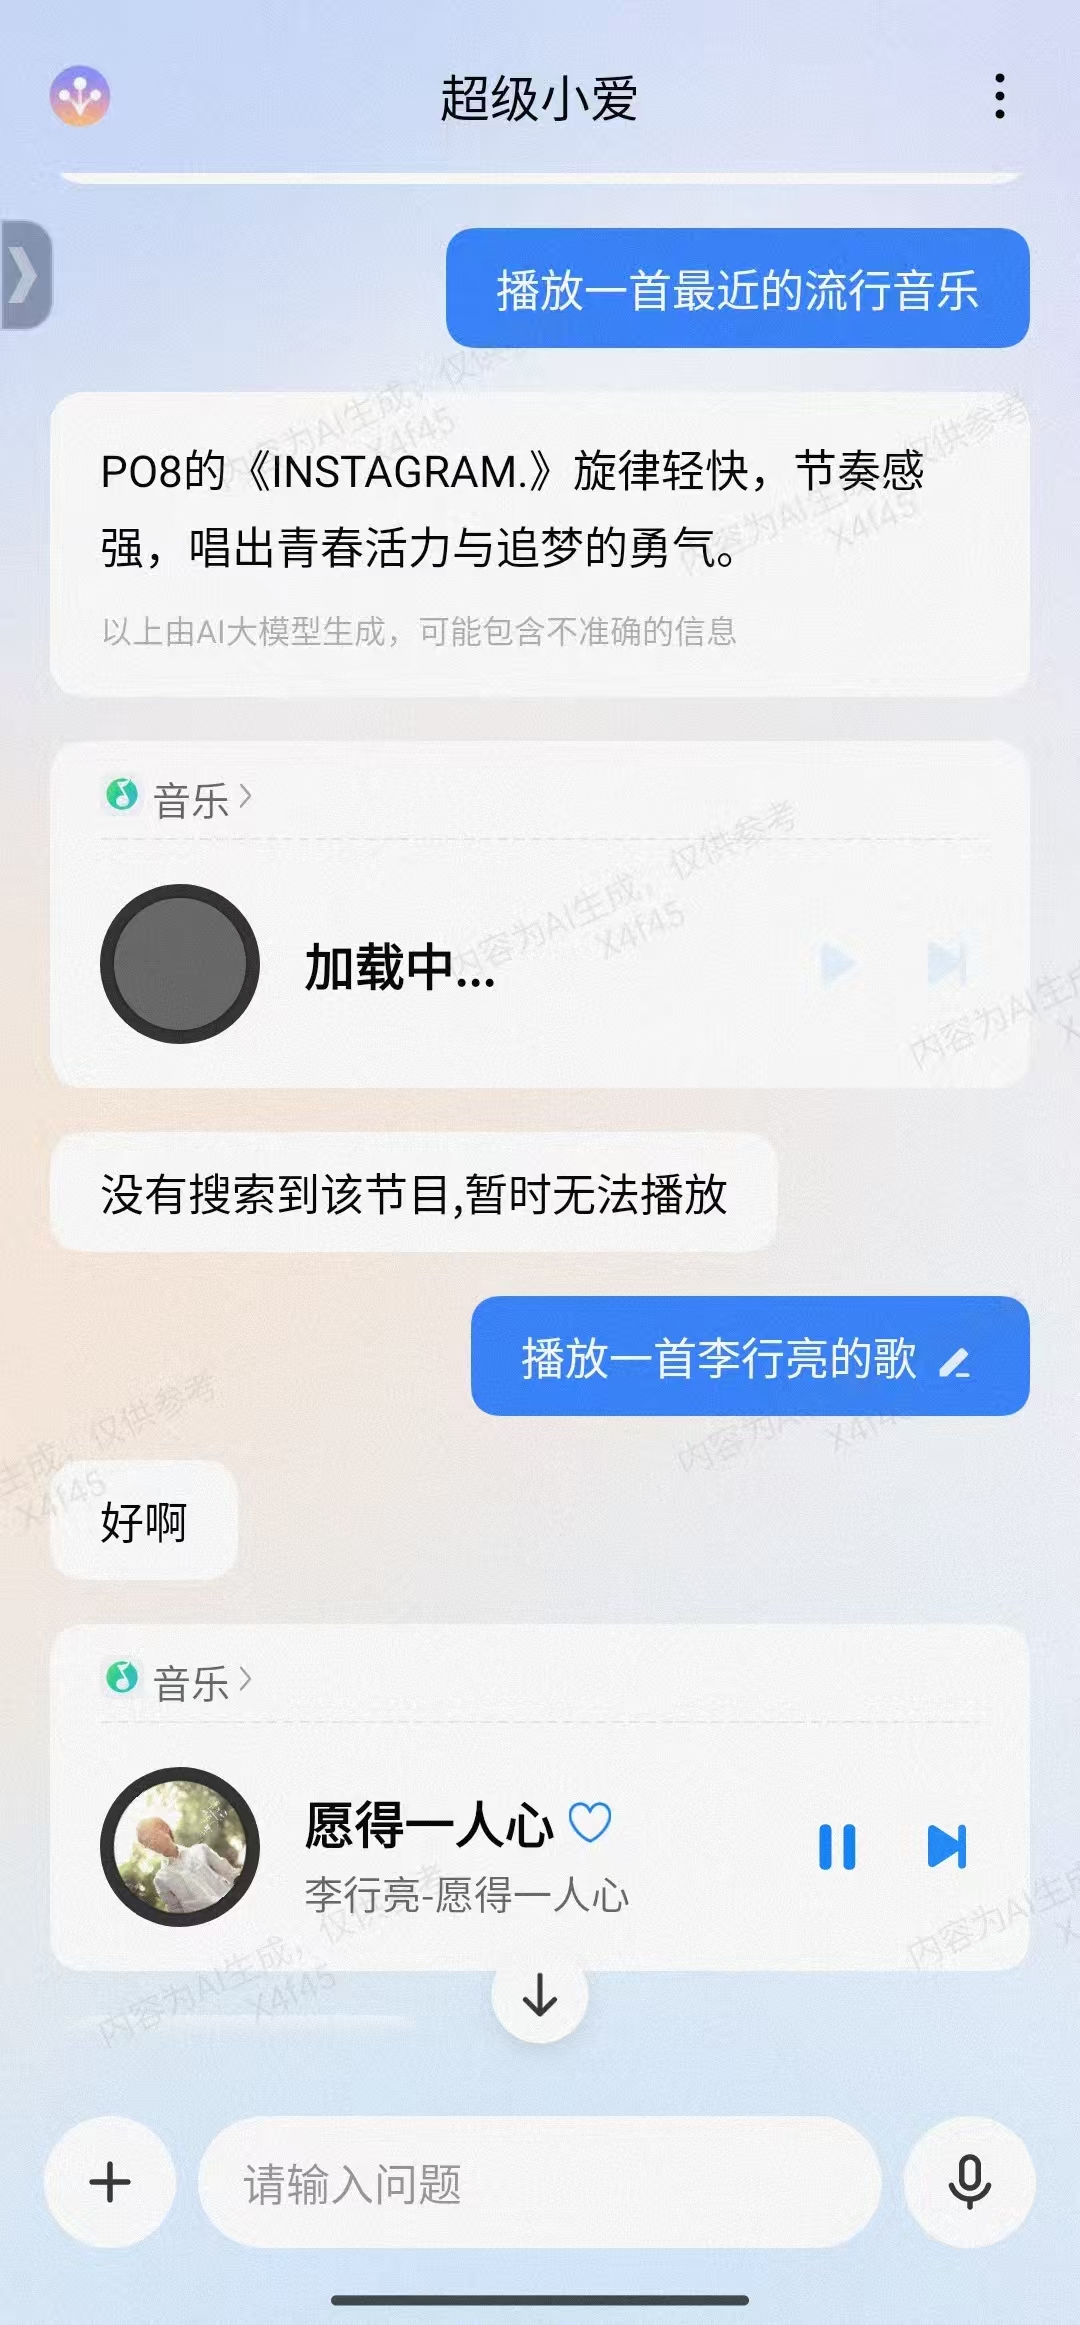 超级小爱
播放一首最近的流行音乐
PO8的《INSTAGRAM.》旋律轻快，节奏感
强，唱出青春活力与追梦的勇气。
以上由AI大模型生成，可能包含不准确的信息
音乐
加载中...
没有搜索到该节目,暂时无法播放
播放一首李行亮的歌
好啊
音乐
愿得一人心
李行亮-愿得一人心
请输入问题
内容为AI生成，仅供参考
X4f45